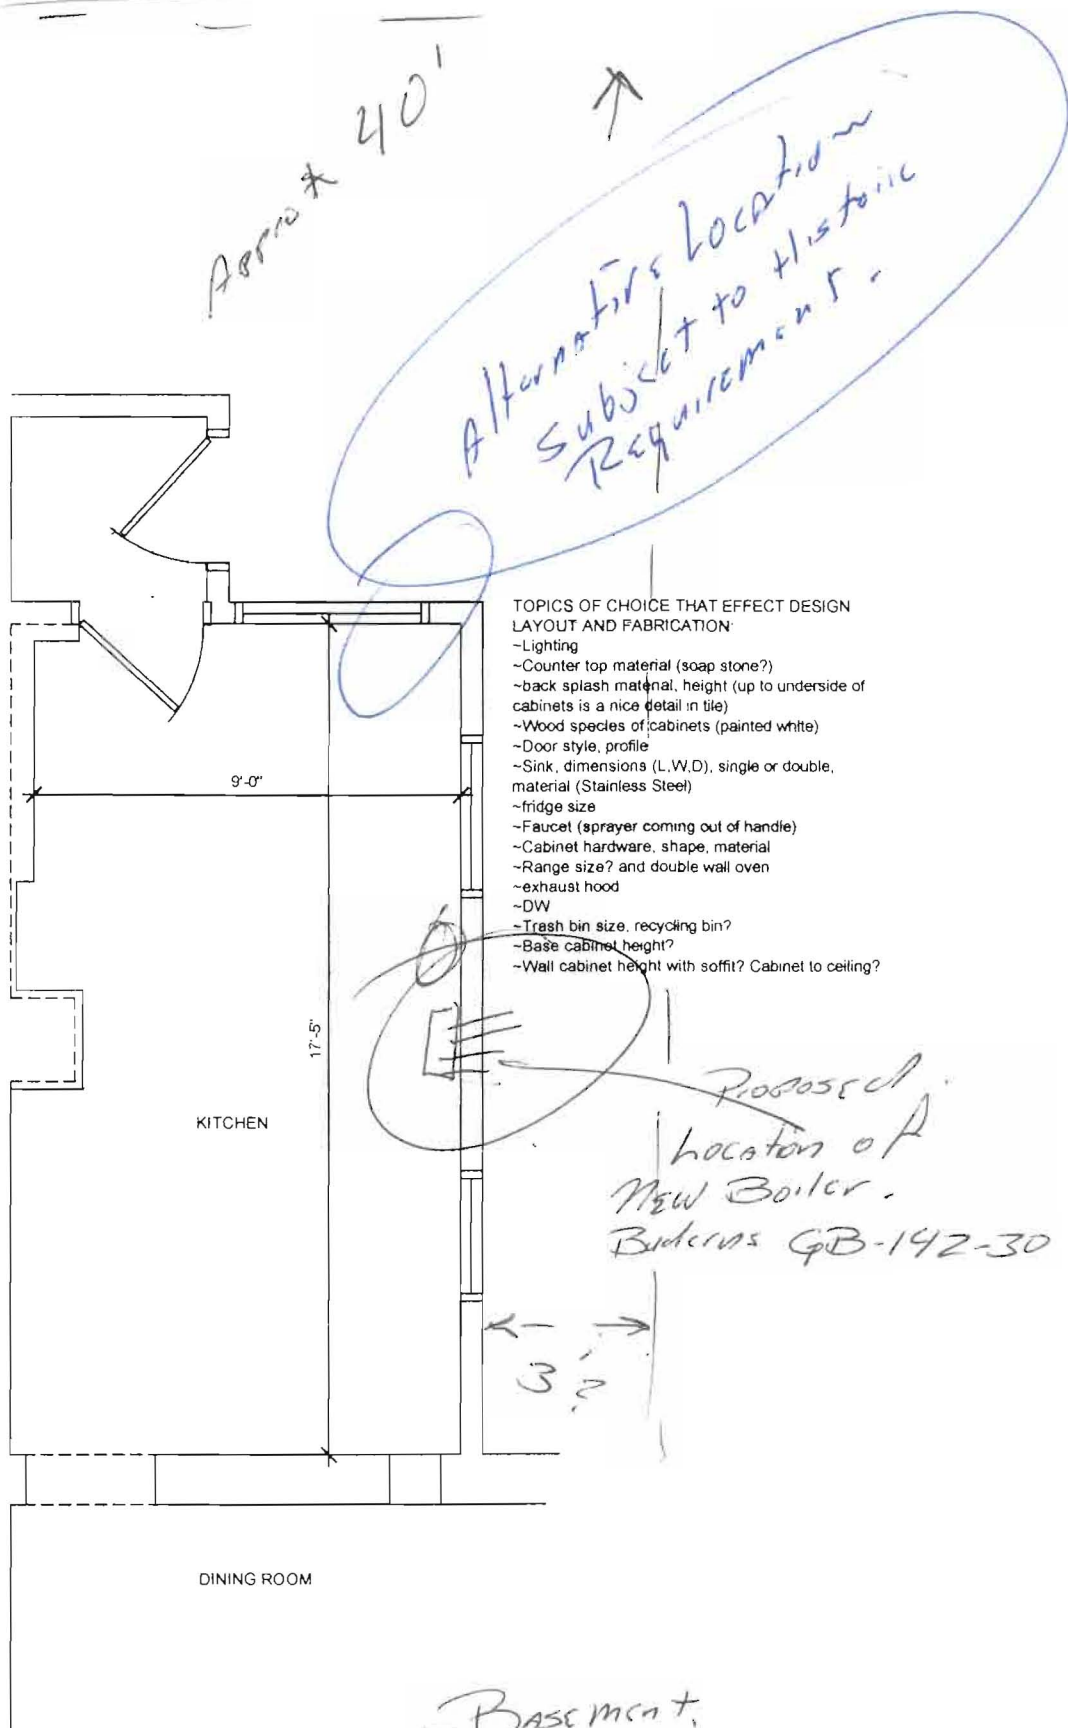 Approx 40'
Alternative Location
Subject to Historic
Requirements.
TOPICS OF CHOICE THAT EFFECT DESIGN
LAYOUT AND FABRICATION
~Lighting
~Counter top material (soap stone?)
~back splash material, height (up to underside of
cabinets is a nice detail in tile)
~Wood species of cabinets (painted white)
~Door style, profile
~Sink, dimensions (L,W,D), single or double,
material (Stainless Steel)
~fridge size
~Faucet (sprayer coming out of handle)
~Cabinet hardware, shape, material
~Range size? and double wall oven
~exhaust hood
~DW
~Trash bin size, recycling bin?
~Base cabinet height?
~Wall cabinet height with soffit? Cabinet to ceiling?
9'-0"
17'-5"
KITCHEN
Proposed
Location of
New Boiler.
Buderus GB-142-30
3'?
DINING ROOM
Basement.